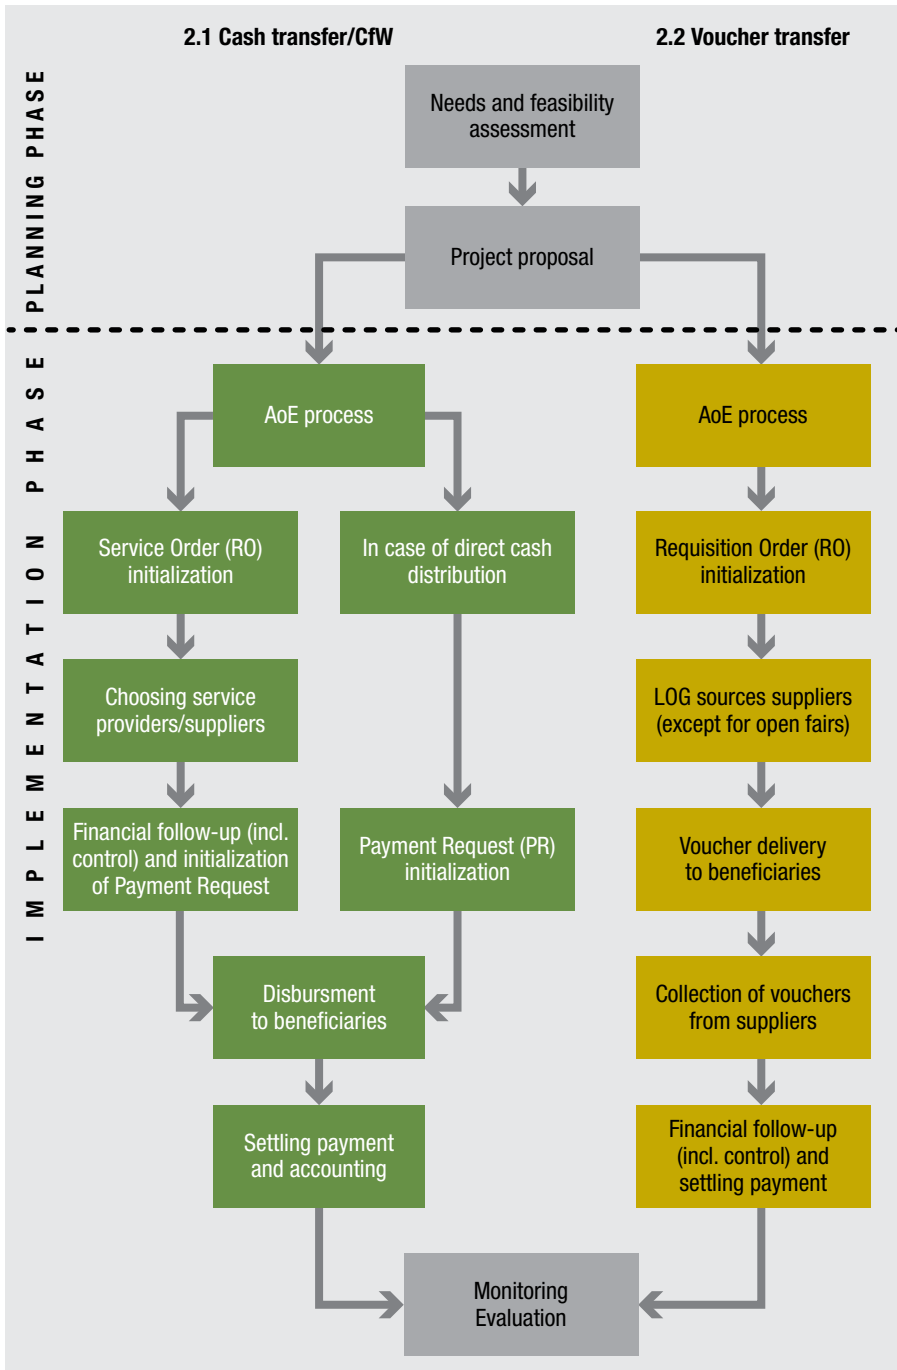 2.1 Cash transfer/CfW
2.2 Voucher transfer
PLANNING PHASE
Needs and feasibility
assessment
Project proposal
IMPLEMENTATION PHASE
AoE process
AoE process
Service Order (RO)
initialization
In case of direct cash
distribution
Requisition Order (RO)
initialization
Choosing service
providers/suppliers
LOG sources suppliers
(except for open fairs)
Financial follow-up (incl.
control) and initialization
of Payment Request
Payment Request (PR)
initialization
Voucher delivery
to beneficiaries
Disbursment
to beneficiaries
Collection of vouchers
from suppliers
Settling payment
and accounting
Financial follow-up
(incl. control) and
settling payment
Monitoring
Evaluation